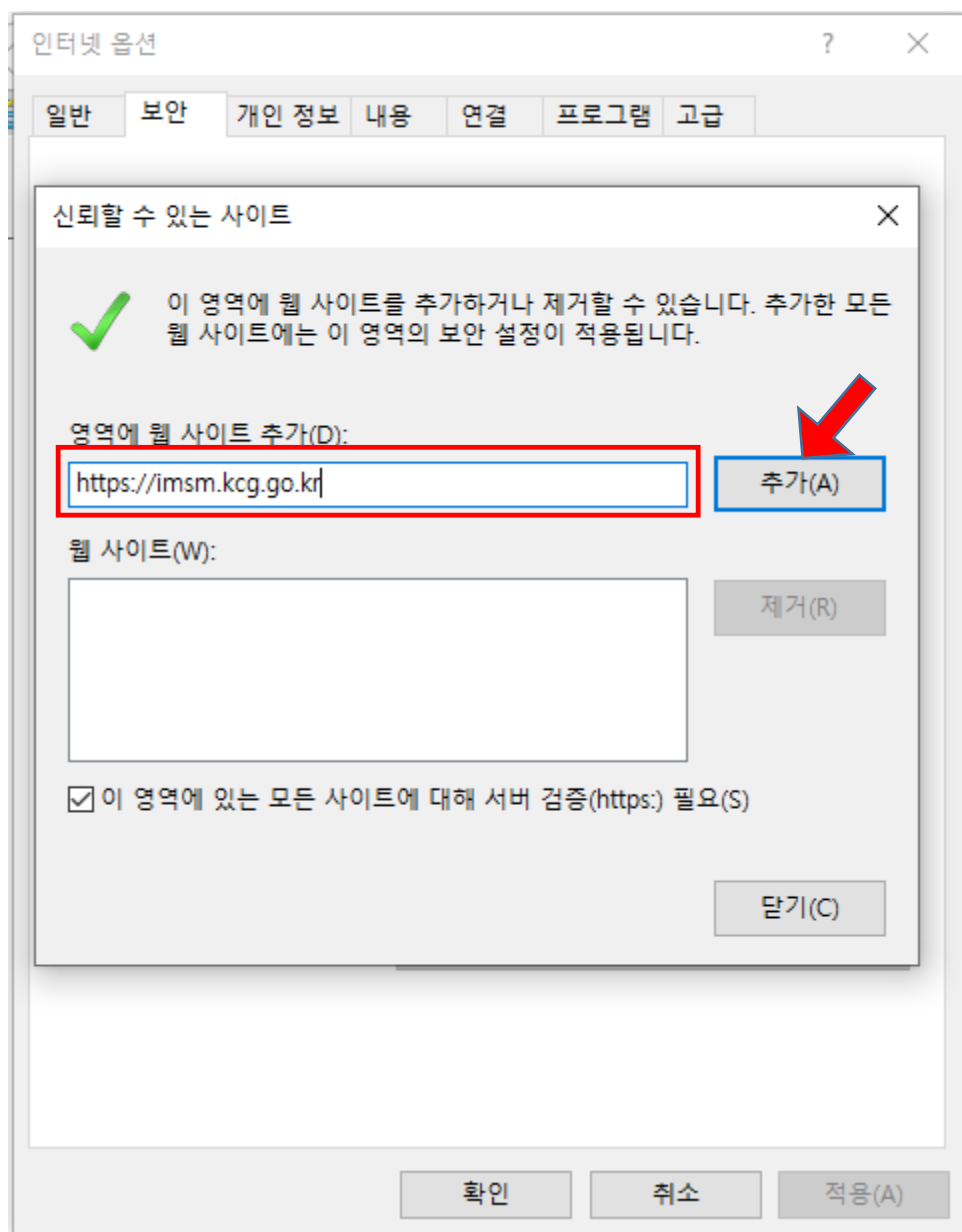 인터넷 옵션
일반 보안 개인 정보 내용 연결 프로그램 고급
신뢰할 수 있는 사이트
이 영역에 웹 사이트를 추가하거나 제거할 수 있습니다. 추가한 모든
웹 사이트에는 이 영역의 보안 설정이 적용됩니다.
영역에 웹 사이트 추가(D):
https://imsm.kcg.go.kr
추가(A)
웹 사이트(W):
제거(R)
이 영역에 있는 모든 사이트에 대해 서버 검증(https:) 필요(S)
닫기(C)
확인 취소 적용(A)